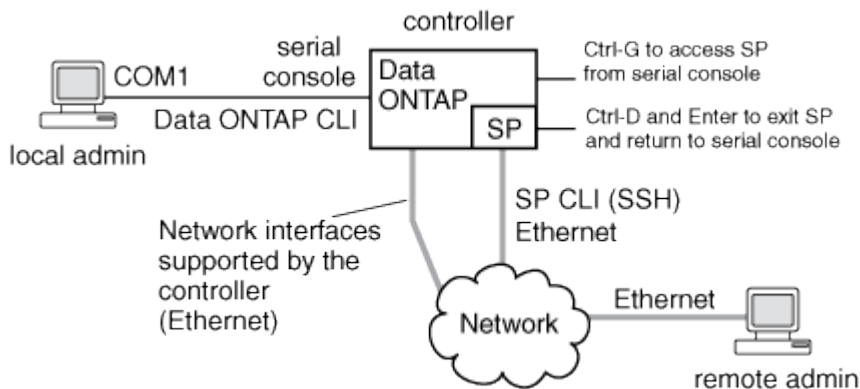 controller
serial
console
COM1
Data ONTAP CLI
local admin
Data
ONTAP
SP
Ctrl-G to access SP
from serial console
Ctrl-D and Enter to exit SP
and return to serial console
Network interfaces
supported by the
controller
(Ethernet)
SP CLI (SSH)
Ethernet
Network
Ethernet
remote admin